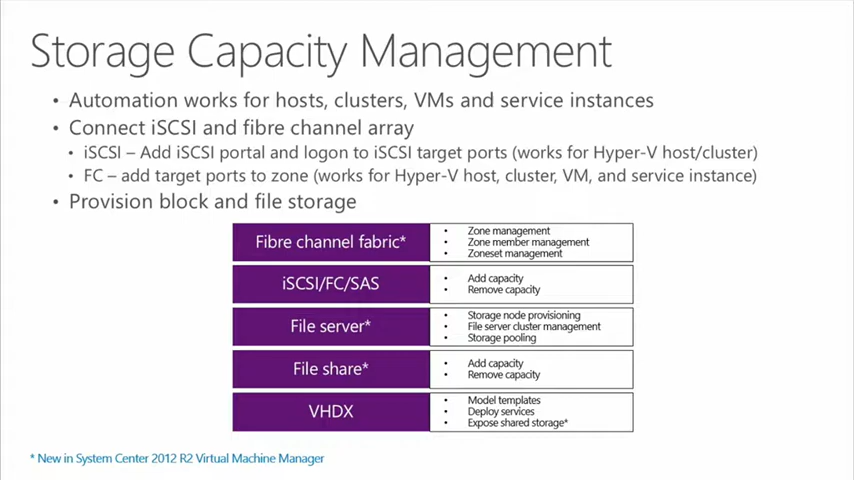 Storage Capacity Management
• Automation works for hosts, clusters, VMs and service instances
• Connect iSCSI and fibre channel array
• iSCSI – Add iSCSI portal and logon to iSCSI target ports (works for Hyper-V host/cluster)
• FC – add target ports to zone (works for Hyper-V host, cluster, VM, and service instance)
• Provision block and file storage
Fibre channel fabric*
• Zone management
• Zone member management
• Zoneset management
iSCSI/FC/SAS
• Add capacity
• Remove capacity
File server*
• Storage node provisioning
• File server cluster management
• Storage pooling
File share*
• Add capacity
• Remove capacity
VHDX
• Model templates
• Deploy services
• Expose shared storage*
* New in System Center 2012 R2 Virtual Machine Manager